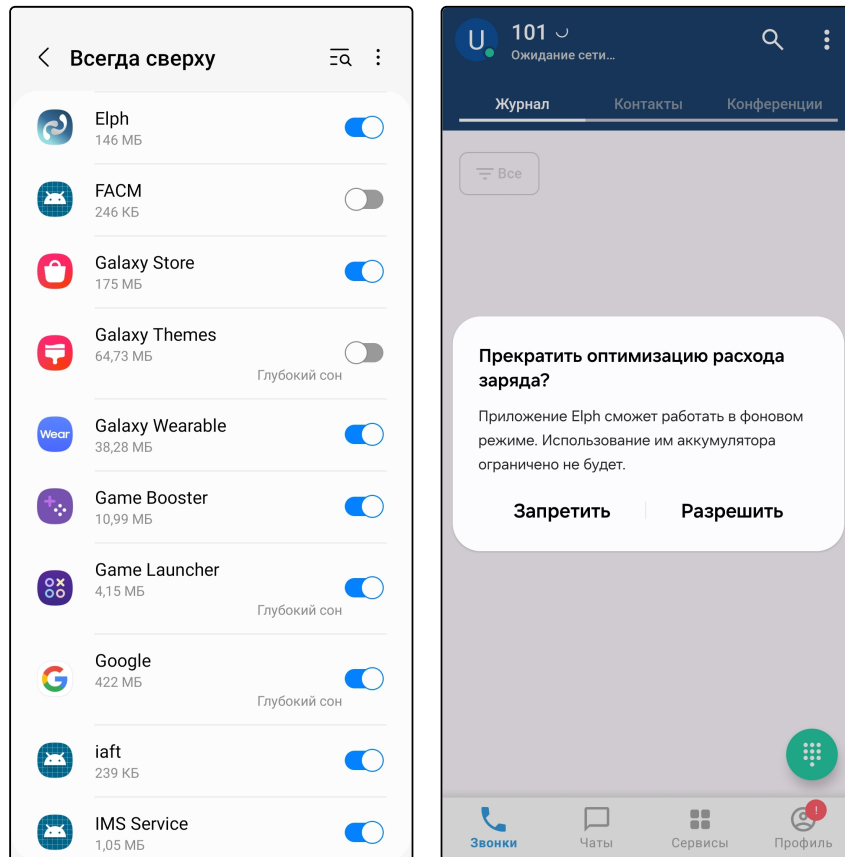 Всегда сверху
Elph
146 МБ
FACM
246 КБ
Galaxy Store
175 МБ
Galaxy Themes
64,73 МБ
Глубокий сон
Wear
Galaxy Wearable
38,28 МБ
Game Booster
10,99 МБ
Game Launcher
4,15 МБ
Глубокий сон
Google
422 МБ
Глубокий сон
iaft
239 КБ
IMS Service
1,05 МБ
U
101
Ожидание сети...
Журнал Контакты Конференции
Все
Прекратить оптимизацию расхода
заряда?
Приложение Elph сможет работать в фоновом
режиме. Использование им аккумулятора
ограничено не будет.
Запретить Разрешить
Звонки Чаты Сервисы Профиль